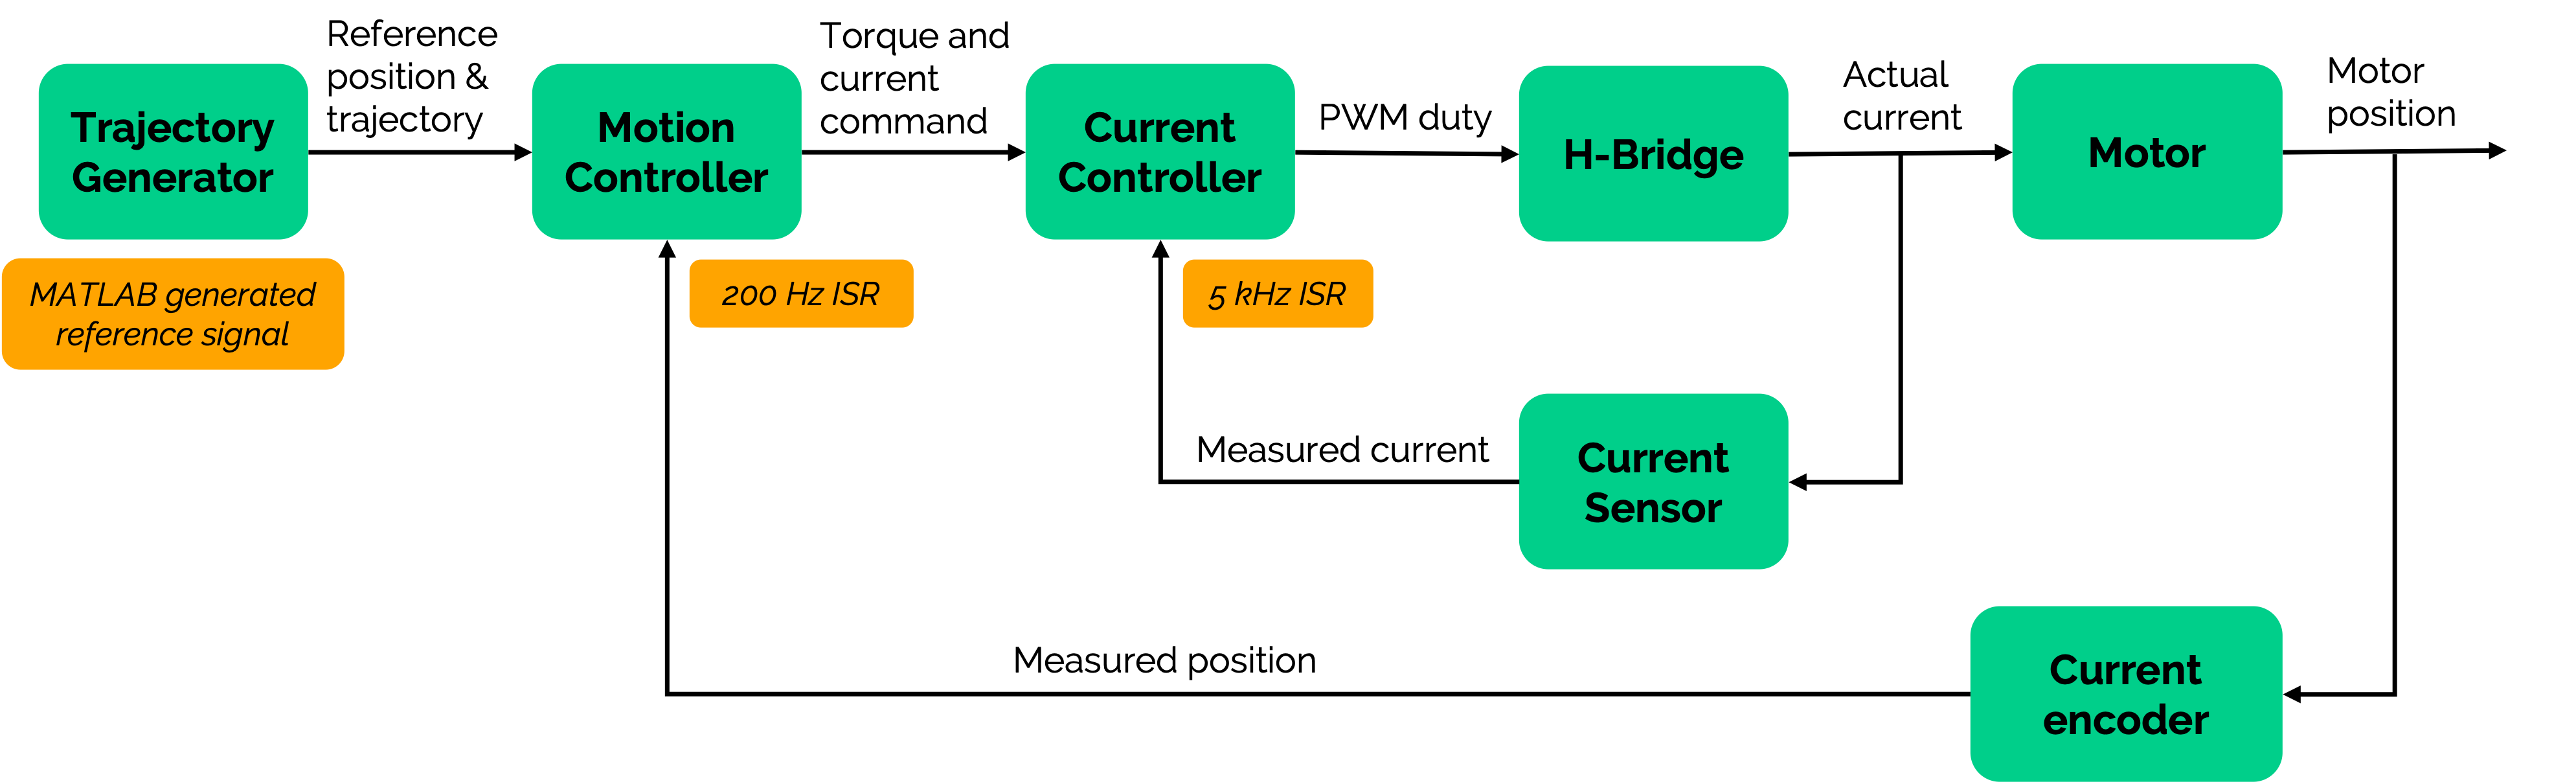 Reference
position &
trajectory
Torque and
current
command
PWM duty
Actual
current
Motor
position
Trajectory
Generator
Motion
Controller
Current
Controller
H-Bridge
Motor
MATLAB generated
reference signal
200 Hz ISR
5 kHz ISR
Measured current
Current
Sensor
Measured position
Current
encoder